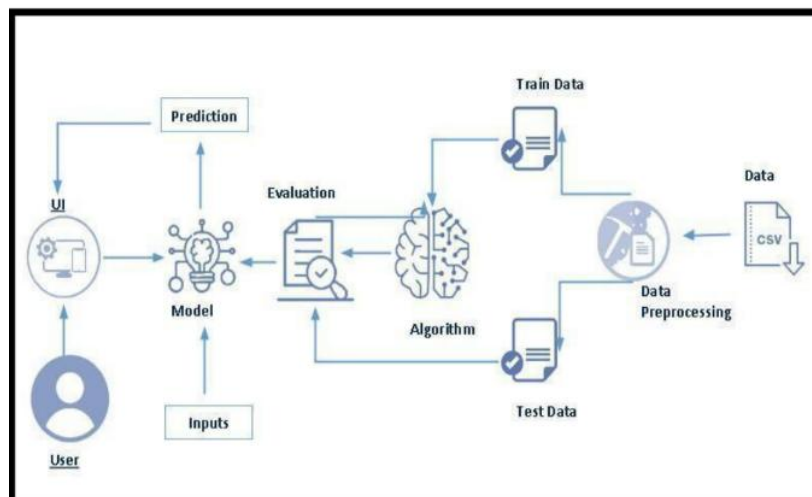 Train Data
Prediction
Data
UI
Evaluation
CSV
Model
Algorithm
Data
Preprocessing
Inputs
Test Data
User